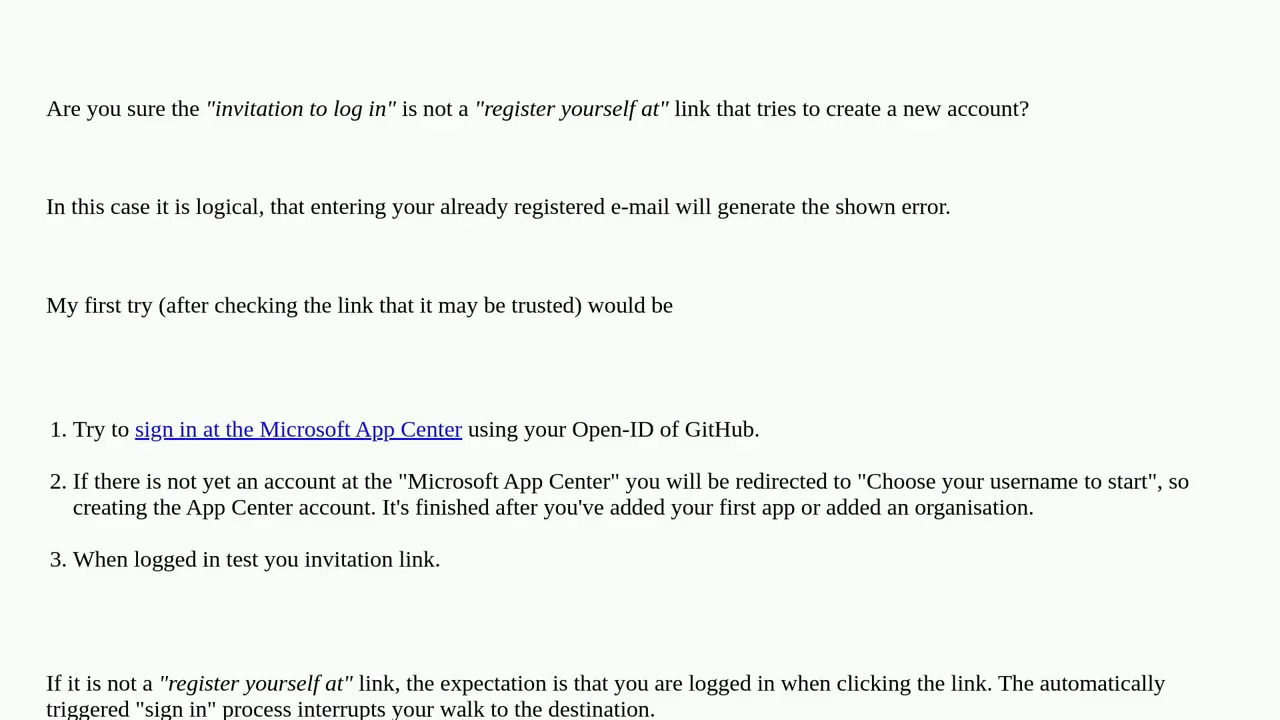 Are you sure the "invitation to log in" is not a "register yourself at" link that tries to create a new account?
In this case it is logical, that entering your already registered e-mail will generate the shown error.
My first try (after checking the link that it may be trusted) would be
1. Try to sign in at the Microsoft App Center using your Open-ID of GitHub.
2. If there is not yet an account at the "Microsoft App Center" you will be redirected to "Choose your username to start", so
creating the App Center account. It's finished after you've added your first app or added an organisation.
3. When logged in test you invitation link.
If it is not a "register yourself at" link, the expectation is that you are logged in when clicking the link. The automatically
triggered "sign in" process interrupts your walk to the destination.